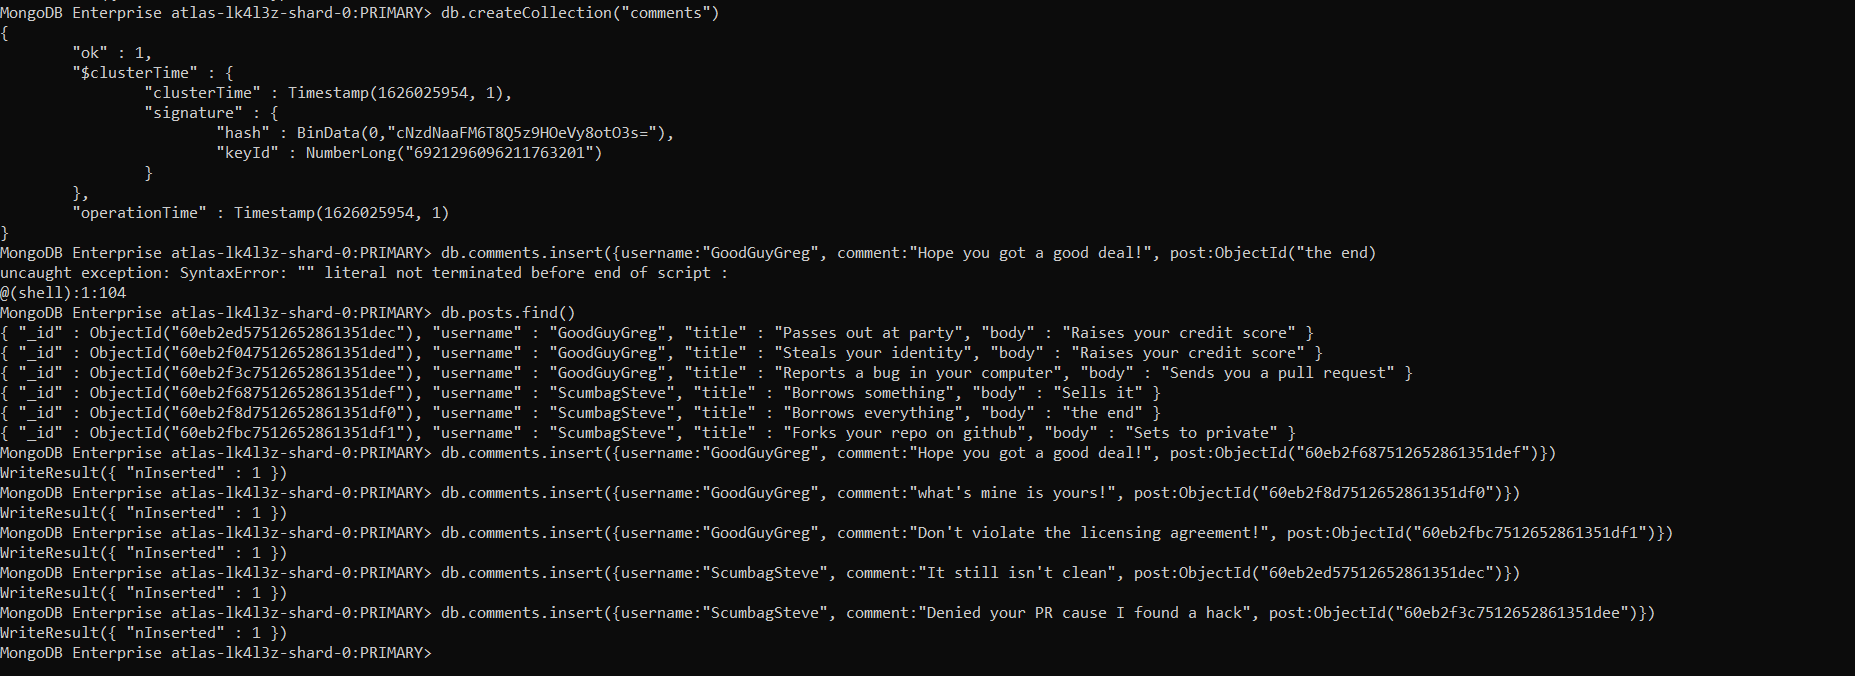 MongoDB Enterprise atlas-lk4l3z-shard-0:PRIMARY> db.createCollection("comments")
{
        "ok" : 1,
        "$clusterTime" : {
                "clusterTime" : Timestamp(1626025954, 1),
                "signature" : {
                        "hash" : BinData(0,"cNzdNaaFM6T8Q5z9HOeVy8otO3s="),
                        "keyId" : NumberLong("6921296096211763201")
                }
        },
        "operationTime" : Timestamp(1626025954, 1)
}
MongoDB Enterprise atlas-lk4l3z-shard-0:PRIMARY> db.comments.insert({username:"GoodGuyGreg", comment:"Hope you got a good deal!", post:ObjectId("the end)
uncaught exception: SyntaxError: "" literal not terminated before end of script :
@(shell):1:104
MongoDB Enterprise atlas-lk4l3z-shard-0:PRIMARY> db.posts.find()
{ "_id" : ObjectId("60eb2ed57512652861351dec"), "username" : "GoodGuyGreg", "title" : "Passes out at party", "body" : "Raises your credit score" }
{ "_id" : ObjectId("60eb2f047512652861351ded"), "username" : "GoodGuyGreg", "title" : "Steals your identity", "body" : "Raises your credit score" }
{ "_id" : ObjectId("60eb2f3c7512652861351dee"), "username" : "GoodGuyGreg", "title" : "Reports a bug in your computer", "body" : "Sends you a pull request" }
{ "_id" : ObjectId("60eb2f687512652861351def"), "username" : "ScumbagSteve", "title" : "Borrows something", "body" : "Sells it" }
{ "_id" : ObjectId("60eb2f8d7512652861351df0"), "username" : "ScumbagSteve", "title" : "Borrows everything", "body" : "the end" }
{ "_id" : ObjectId("60eb2fbc7512652861351df1"), "username" : "ScumbagSteve", "title" : "Forks your repo on github", "body" : "Sets to private" }
MongoDB Enterprise atlas-lk4l3z-shard-0:PRIMARY> db.comments.insert({username:"GoodGuyGreg", comment:"Hope you got a good deal!", post:ObjectId("60eb2f687512652861351def")})
WriteResult({ "nInserted" : 1 })
MongoDB Enterprise atlas-lk4l3z-shard-0:PRIMARY> db.comments.insert({username:"GoodGuyGreg", comment:"what's mine is yours!", post:ObjectId("60eb2f8d7512652861351df0")})
WriteResult({ "nInserted" : 1 })
MongoDB Enterprise atlas-lk4l3z-shard-0:PRIMARY> db.comments.insert({username:"GoodGuyGreg", comment:"Don't violate the licensing agreement!", post:ObjectId("60eb2fbc7512652861351df1")})
WriteResult({ "nInserted" : 1 })
MongoDB Enterprise atlas-lk4l3z-shard-0:PRIMARY> db.comments.insert({username:"ScumbagSteve", comment:"It still isn't clean", post:ObjectId("60eb2ed57512652861351dec")})
WriteResult({ "nInserted" : 1 })
MongoDB Enterprise atlas-lk4l3z-shard-0:PRIMARY> db.comments.insert({username:"ScumbagSteve", comment:"Denied your PR cause I found a hack", post:ObjectId("60eb2f3c7512652861351dee")})
WriteResult({ "nInserted" : 1 })
MongoDB Enterprise atlas-lk4l3z-shard-0:PRIMARY>